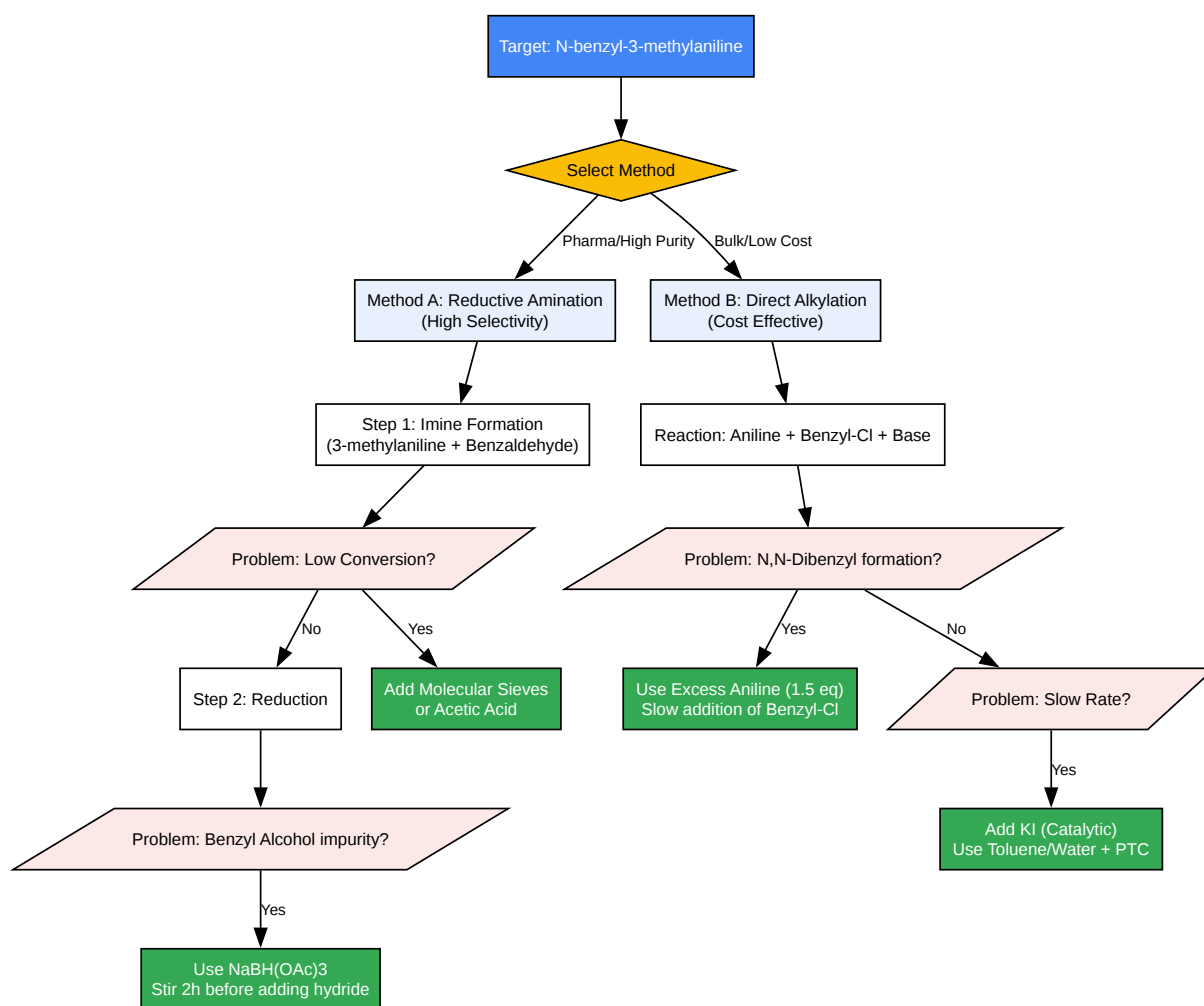 Target: N-benzyl-3-methylaniline
Select Method
Pharma/High Purity
Bulk/Low Cost
Method A: Reductive Amination
(High Selectivity)
Method B: Direct Alkylation
(Cost Effective)
Step 1: Imine Formation
(3-methylaniline + Benzaldehyde)
Reaction: Aniline + Benzyl-Cl + Base
Problem: Low Conversion?
Problem: N,N-Dibenzyl formation?
No
Yes
Yes
No
Step 2: Reduction
Add Molecular Sieves
or Acetic Acid
Use Excess Aniline (1.5 eq)
Slow addition of Benzyl-Cl
Problem: Slow Rate?
Yes
Problem: Benzyl Alcohol impurity?
Add KI (Catalytic)
Use Toluene/Water + PTC
Yes
Use NaBH(OAc)3
Stir 2h before adding hydride